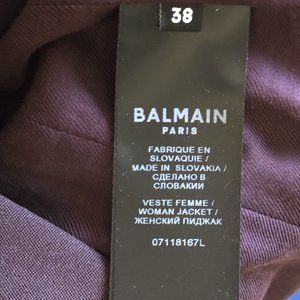 38
BALMAIN
PARIS
FABRIQUE EN
SLOVAQUIE /
MADE IN SLOVAKIA /
СДЕЛАНО В
СЛОВАКИИ
VESTE FEMME /
WOMAN JACKET /
ЖЕНСКИЙ ПИДЖАК
07118167L